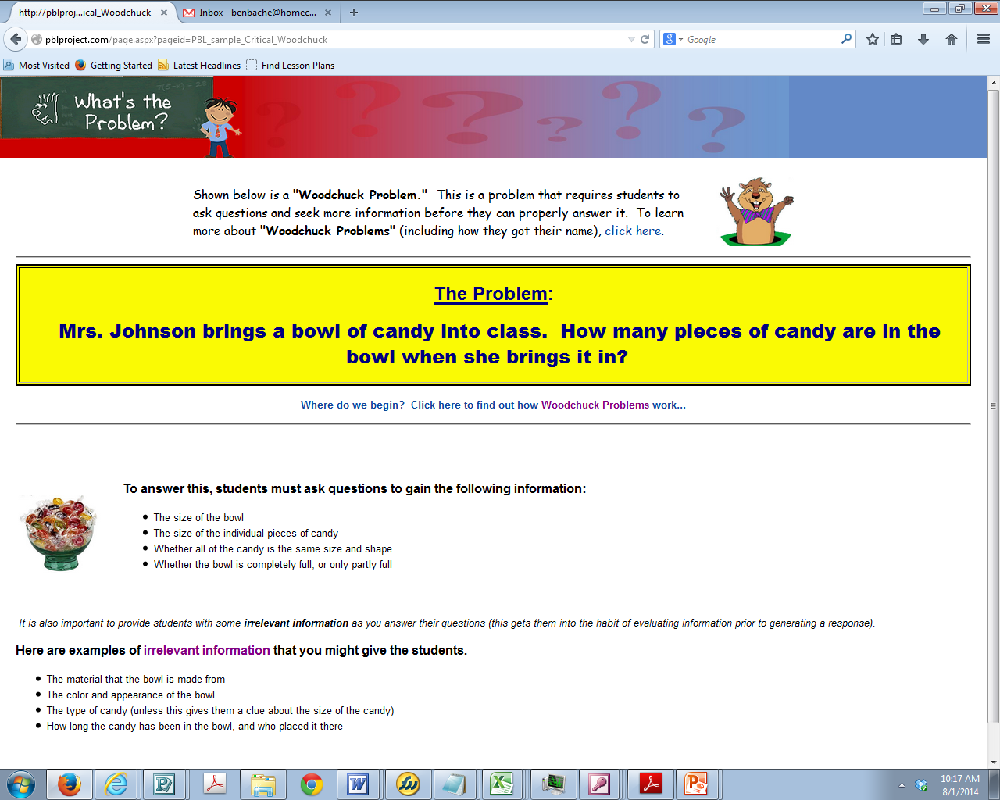 http://pblproj...ical_Woodchuck
Inbox - benbache@homec...
pblproject.com/page.aspx?pageid=PBL_sample_Critical_Woodchuck
Google
Most Visited
Getting Started
Latest Headlines
Find Lesson Plans
What's the
Problem?
Shown below is a "Woodchuck Problem."  This is a problem that requires students to
ask questions and seek more information before they can properly answer it.  To learn
more about "Woodchuck Problems" (including how they got their name), click here.
The Problem:
Mrs. Johnson brings a bowl of candy into class.  How many pieces of candy are in the
bowl when she brings it in?
Where do we begin?  Click here to find out how Woodchuck Problems work...
To answer this, students must ask questions to gain the following information:
The size of the bowl
The size of the individual pieces of candy
Whether all of the candy is the same size and shape
Whether the bowl is completely full, or only partly full
It is also important to provide students with some irrelevant information as you answer their questions (this gets them into the habit of evaluating information prior to generating a response).
Here are examples of irrelevant information that you might give the students.
The material that the bowl is made from
The color and appearance of the bowl
The type of candy (unless this gives them a clue about the size of the candy)
How long the candy has been in the bowl, and who placed it there
10:17 AM
8/1/2014